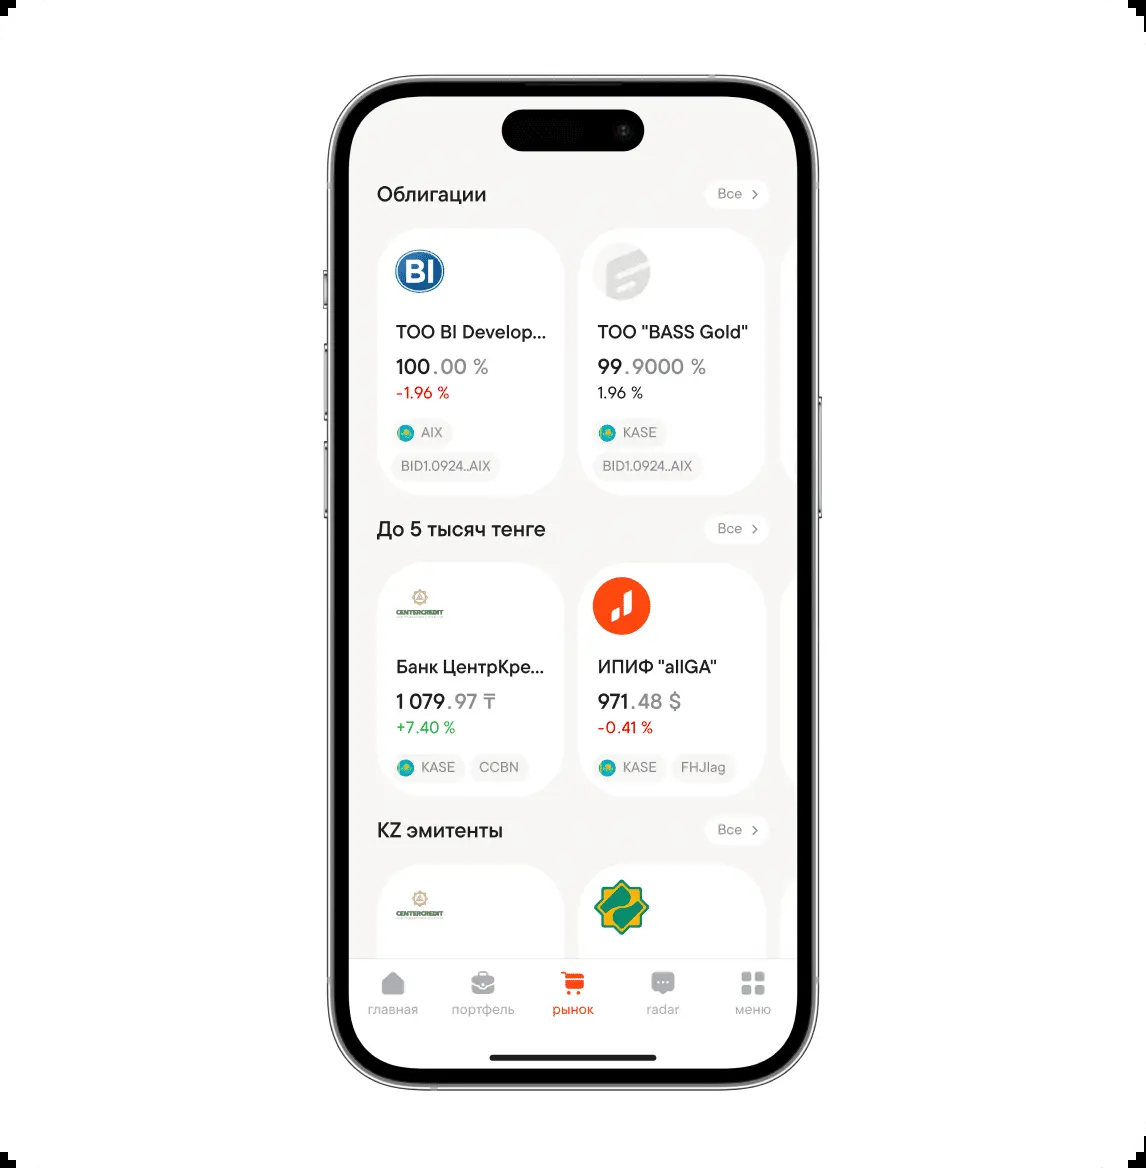 Облигации
Все
BI
ТОО BI Develop...
100.00 %
-1.96 %
AIX
BID1.0924..AIX
ТОО "BASS Gold"
99.9000 %
1.96 %
KASE
BID1.0924..AIX
До 5 тысяч тенге
Все
CENTERCREDIT
Банк ЦентрКре...
1 079.97 ₸
+7.40 %
KASE
CCBN
ИПИФ "allGA"
971.48 $
-0.41 %
KASE
FHJlag
KZ эмитенты
Все
CENTERCREDIT
главная
портфель
рынок
radar
меню